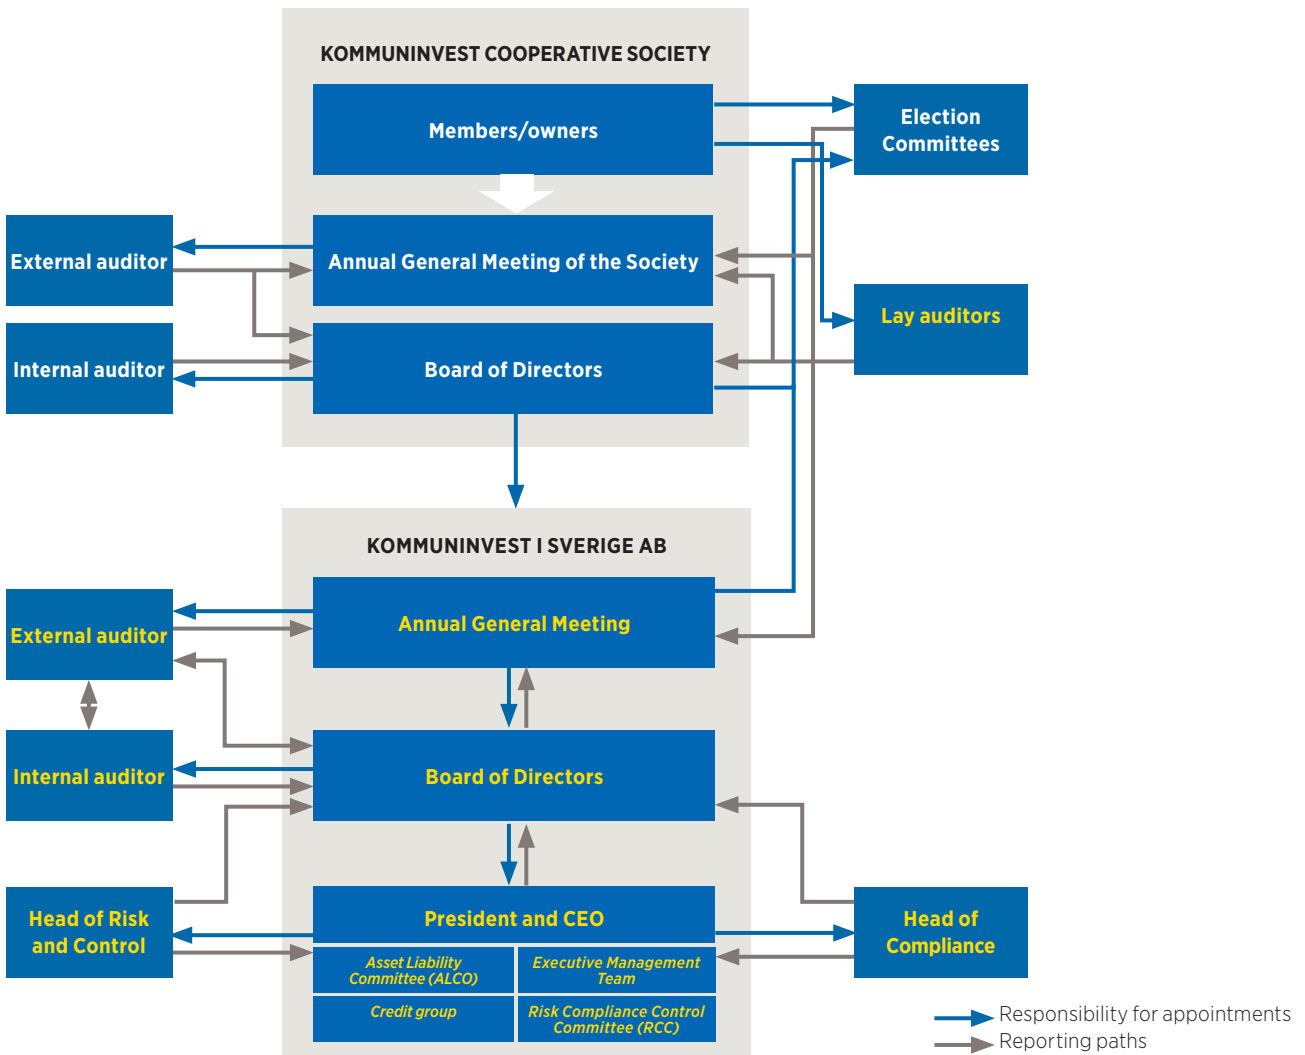 KOMMUNINVEST COOPERATIVE SOCIETY
Members/owners
Election
Committees
External auditor
Annual General Meeting of the Society
Lay auditors
Internal auditor
Board of Directors
KOMMUNINVEST I SVERIGE AB
External auditor
Annual General Meeting
Internal auditor
Board of Directors
Head of Risk
and Control
President and CEO
Head of
Compliance
Asset Liability
Committee (ALCO)
Executive Management
Team
Credit group
Risk Compliance Control
Committee (RCC)
Responsibility for appointments
Reporting paths